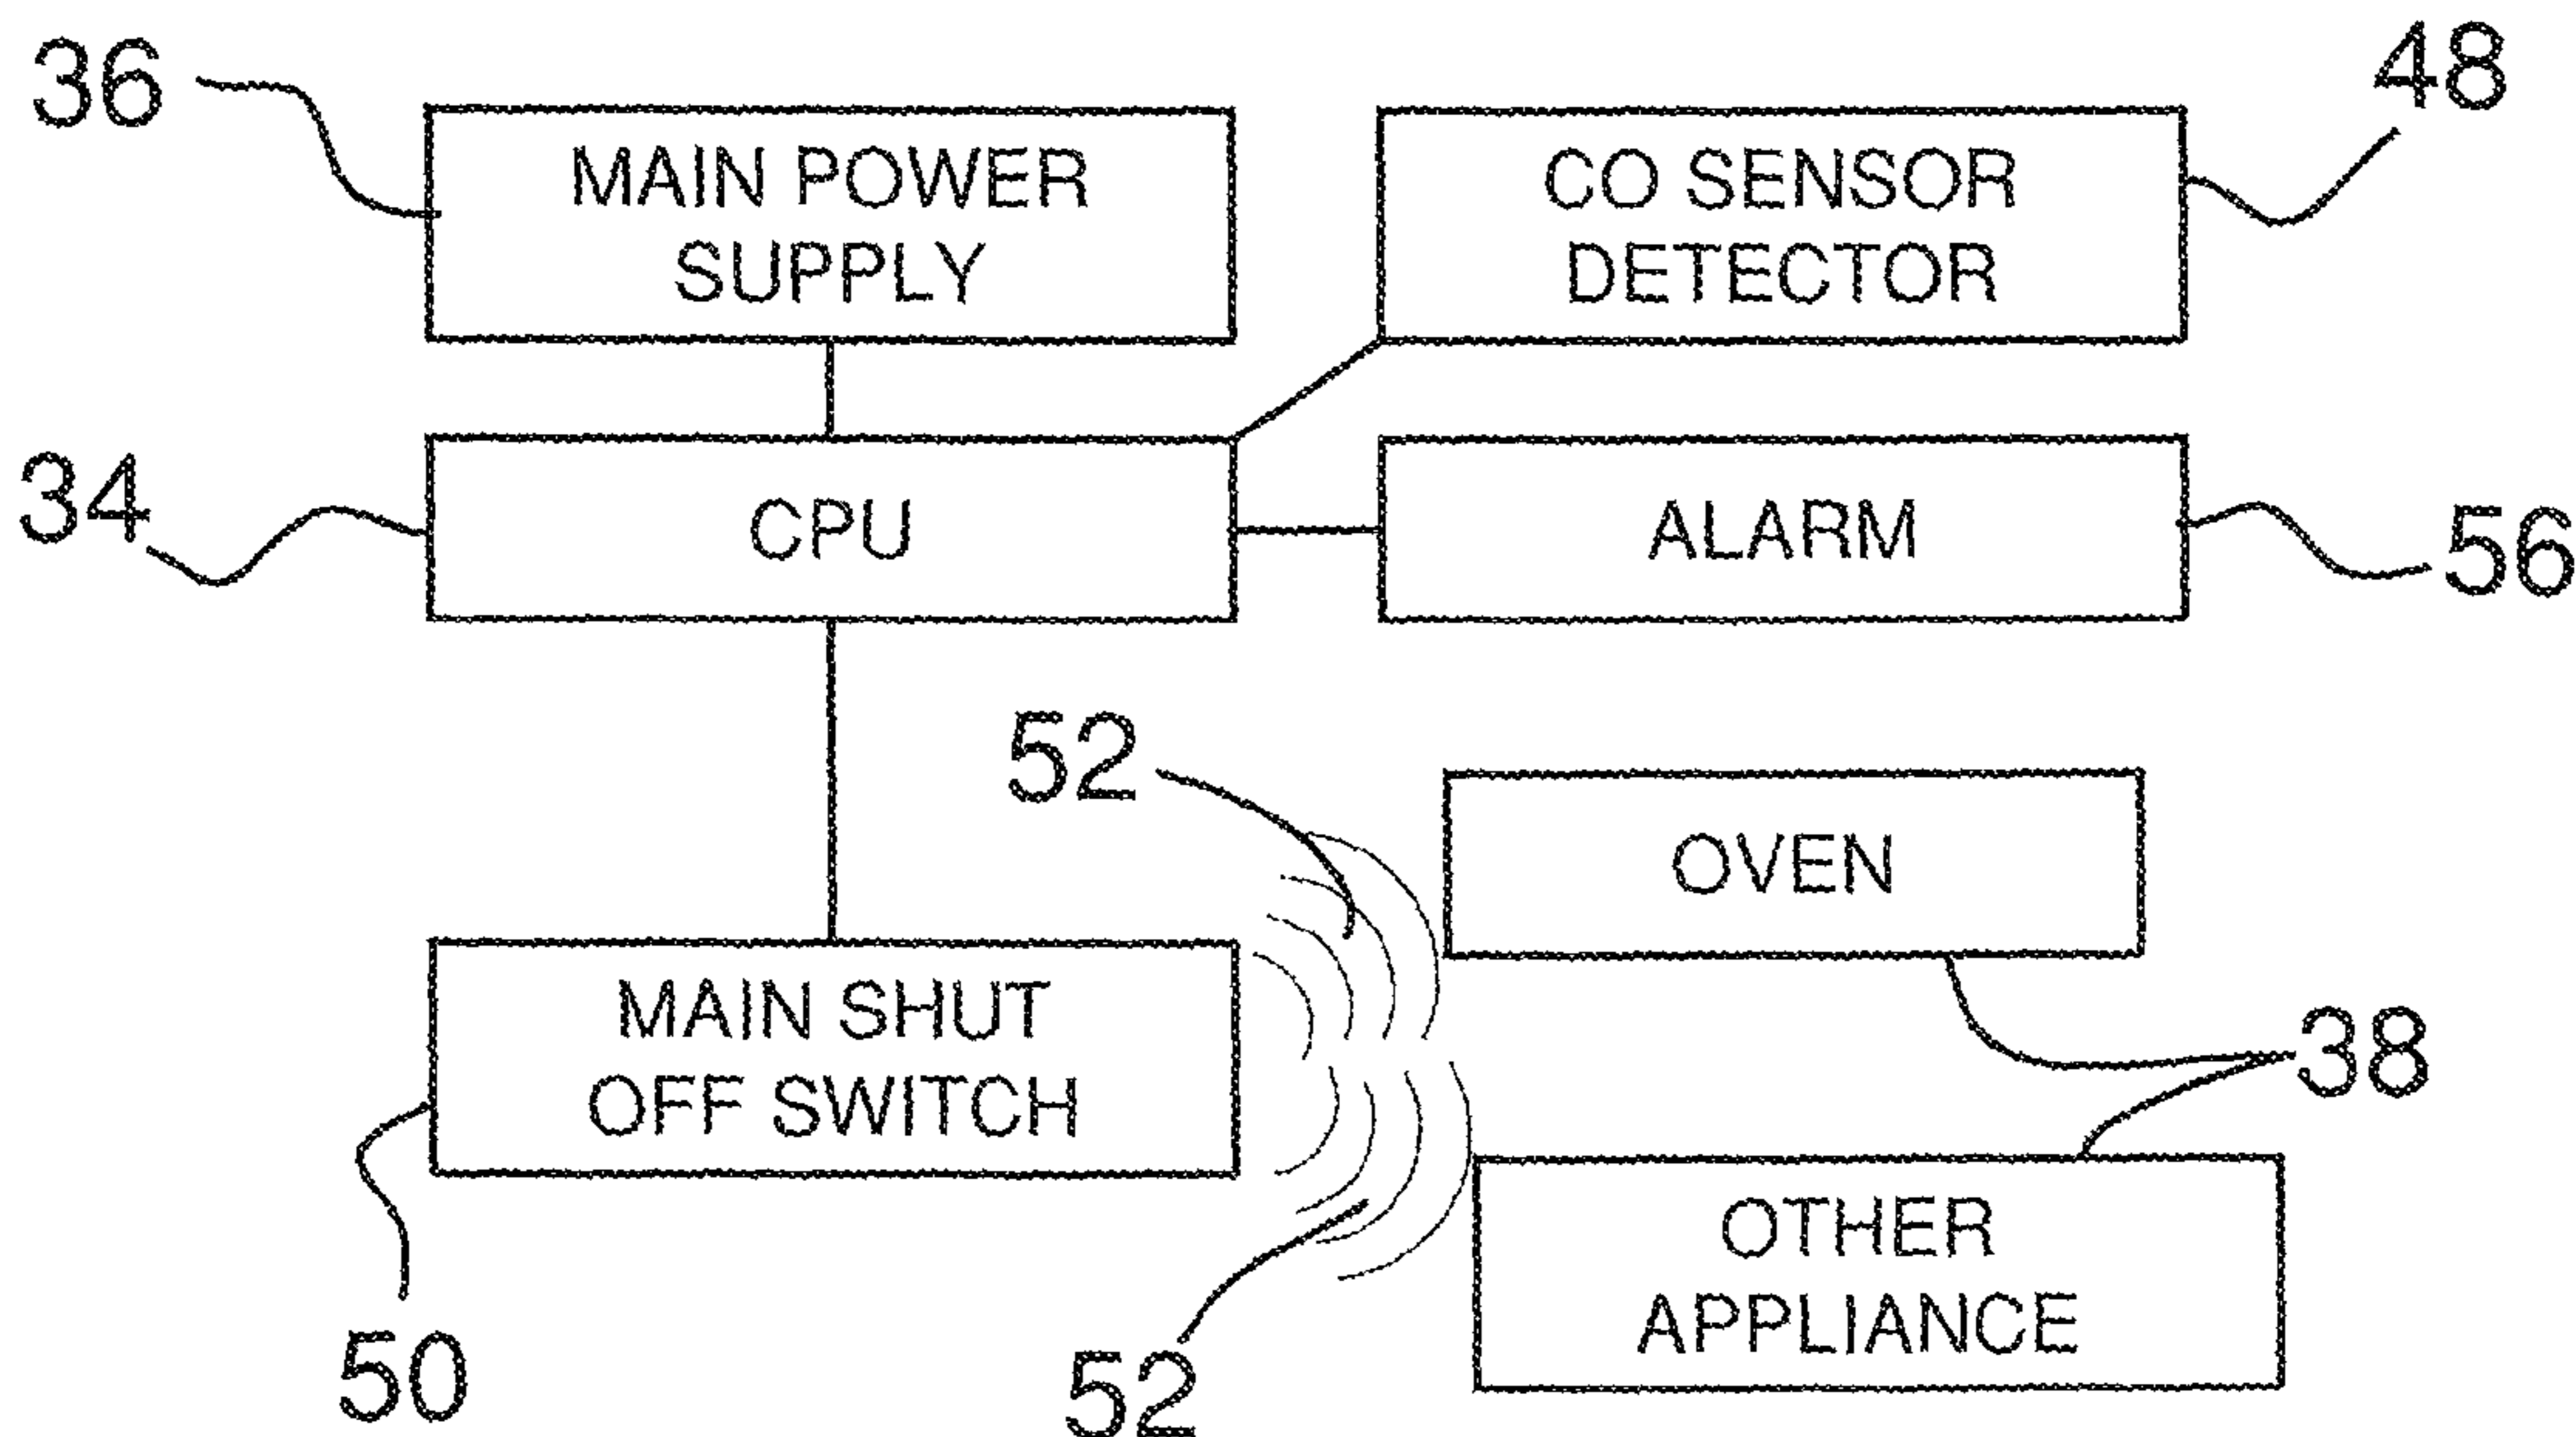 36
MAIN POWER
SUPPLY
CO SENSOR
DETECTOR
48
34
CPU
ALARM
56
52
OVEN
MAIN SHUT
OFF SWITCH
38
OTHER
APPLIANCE
50
52